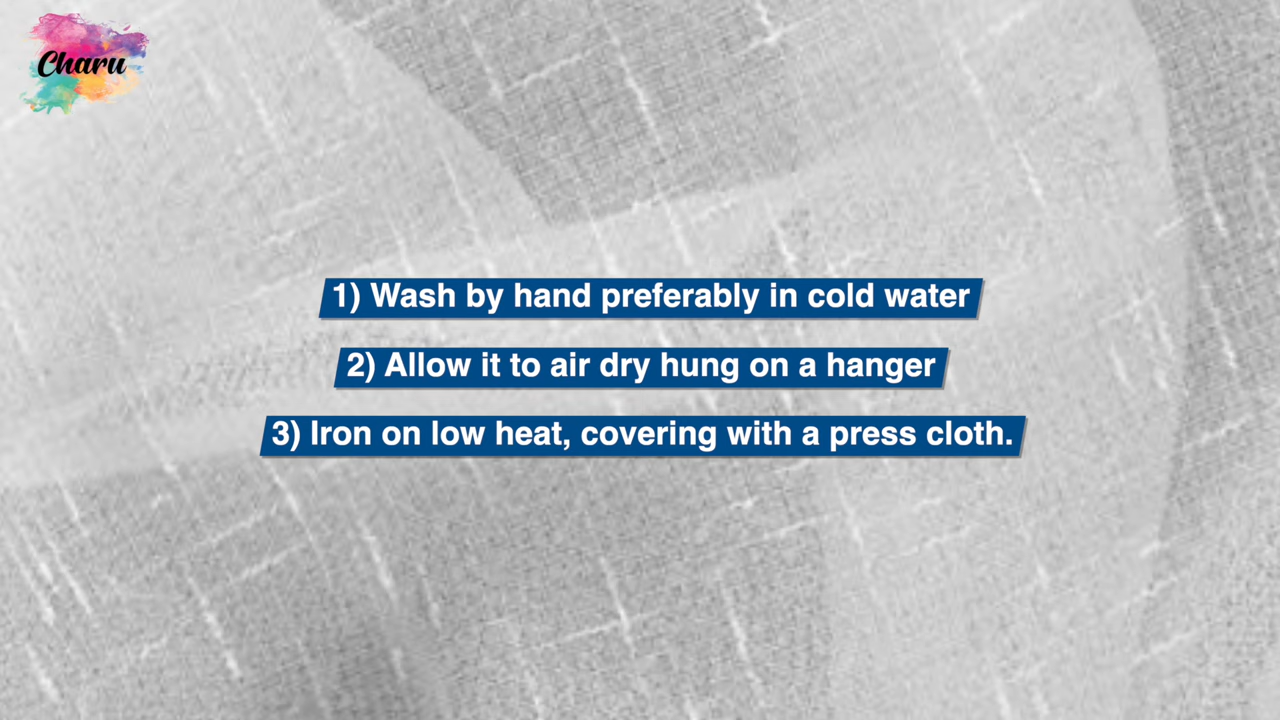 Charu
1) Wash by hand preferably in cold water
2) Allow it to air dry hung on a hanger
3) Iron on low heat, covering with a press cloth.